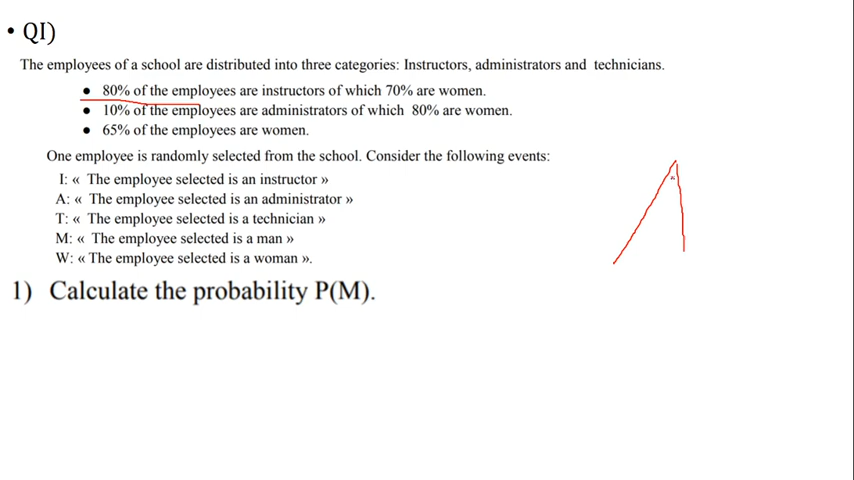 • QI)
The employees of a school are distributed into three categories: Instructors, administrators and technicians.
● 80% of the employees are instructors of which 70% are women.
● 10% of the employees are administrators of which 80% are women.
● 65% of the employees are women.
One employee is randomly selected from the school. Consider the following events:
I: « The employee selected is an instructor »
A: « The employee selected is an administrator »
T: « The employee selected is a technician »
M: « The employee selected is a man »
W: « The employee selected is a woman ».
1) Calculate the probability P(M).